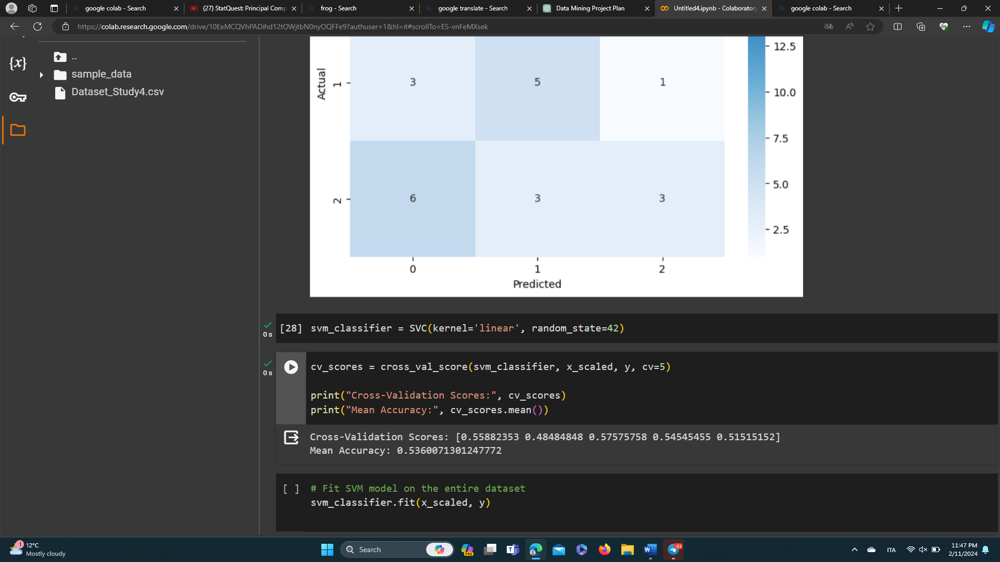 google colab - Search
(27) StatQuest: Principal Comp
frog - Search
google translate - Search
Data Mining Project Plan
Untitled4.ipynb - Colaboratory
google colab - Search
https://colab.research.google.com/drive/10EeMCQVhPADihd12tOWjtbN0nyOQFFe9?authuser=1&hl=it#scrollTo=ES-vnFeMXsek
{x}
..
sample_data
Dataset_Study4.csv
Actual
1
2
3 5 1
6 3 3
0 1 2
Predicted
12.5
10.0
7.5
5.0
2.5
0 s
[28] svm_classifier = SVC(kernel='linear', random_state=42)
0 s
cv_scores = cross_val_score(svm_classifier, x_scaled, y, cv=5)
print("Cross-Validation Scores:", cv_scores)
print("Mean Accuracy:", cv_scores.mean())
Cross-Validation Scores: [0.55882353 0.48484848 0.57575758 0.54545455 0.51515152]
Mean Accuracy: 0.5360071301247772
[ ] # Fit SVM model on the entire dataset
svm_classifier.fit(x_scaled, y)
1
12°C
Mostly cloudy
Search
PRE
93
ITA
11:47 PM
2/11/2024